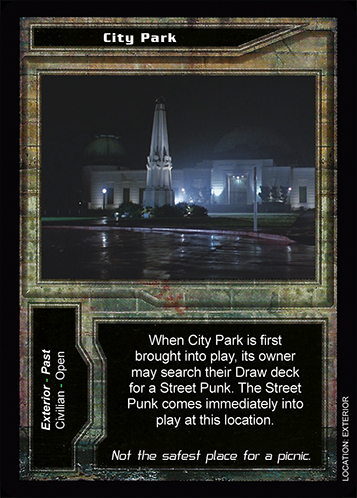 City Park
Exterior - Past
Civilian - Open
When City Park is first
brought into play, its owner
may search their Draw deck
for a Street Punk. The Street
Punk comes immediately into
play at this location.
Not the safest place for a picnic.
LOCATION: EXTERIOR